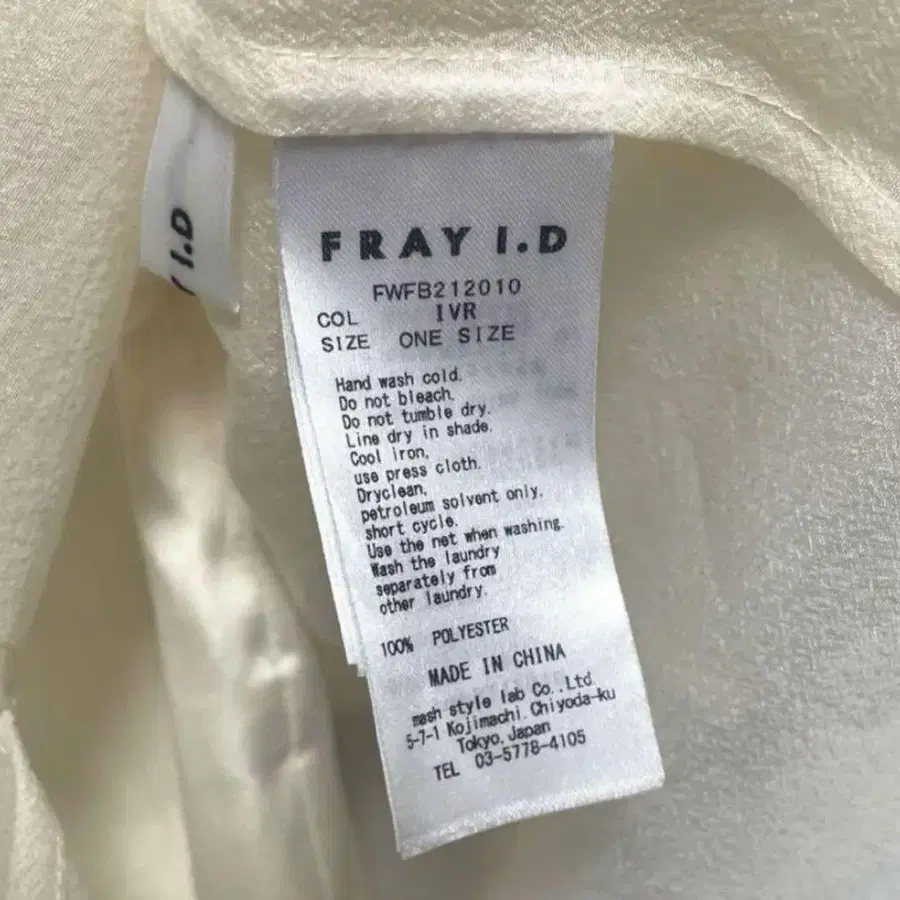 I.D
FRAY I.D
FWFB212010
COL IVR
SIZE ONE SIZE
Hand wash cold.
Do not bleach.
Do not tumble dry.
Line dry in shade.
Cool iron,
use press cloth.
Dryclean,
petroleum solvent only,
short cycle.
Use the net when washing.
Wash the laundry
separately from
other laundry.
100% POLYESTER
MADE IN CHINA
mash style lab Co.,Ltd.
5-7-1 Kojimachi.Chiyoda-ku
Tokyo.Japan
TEL 03-5778-4105